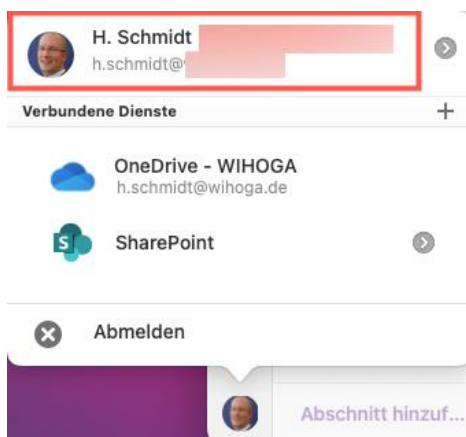 H. Schmidt
h.schmidt@
Verbundene Dienste
OneDrive - WIHOGA
h.schmidt@wihoga.de
SharePoint
Abmelden
Abschnitt hinzuf...